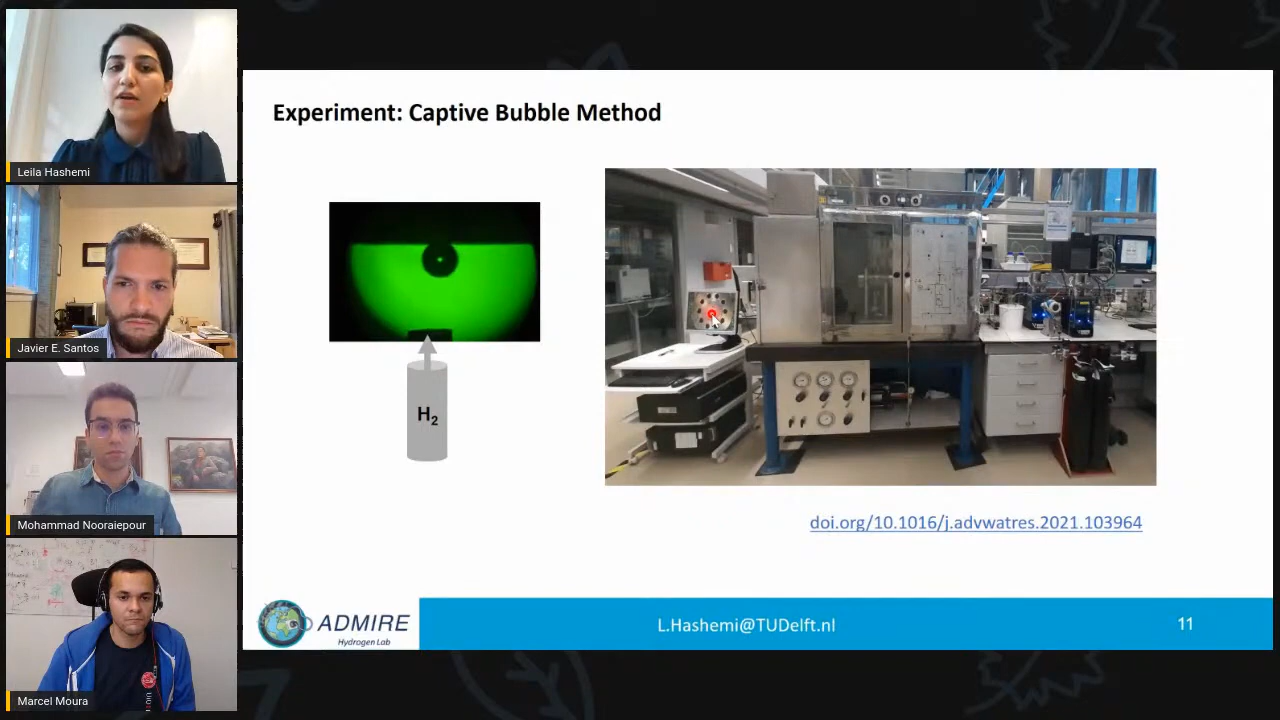 Leila Hashemi
Javier E. Santos
Mohammad Nooraiepour
Marcel Moura
Experiment: Captive Bubble Method
H2
doi.org/10.1016/j.advwatres.2021.103964
ADMIRE
Hydrogen Lab
L.Hashemi@TUDelft.nl
11